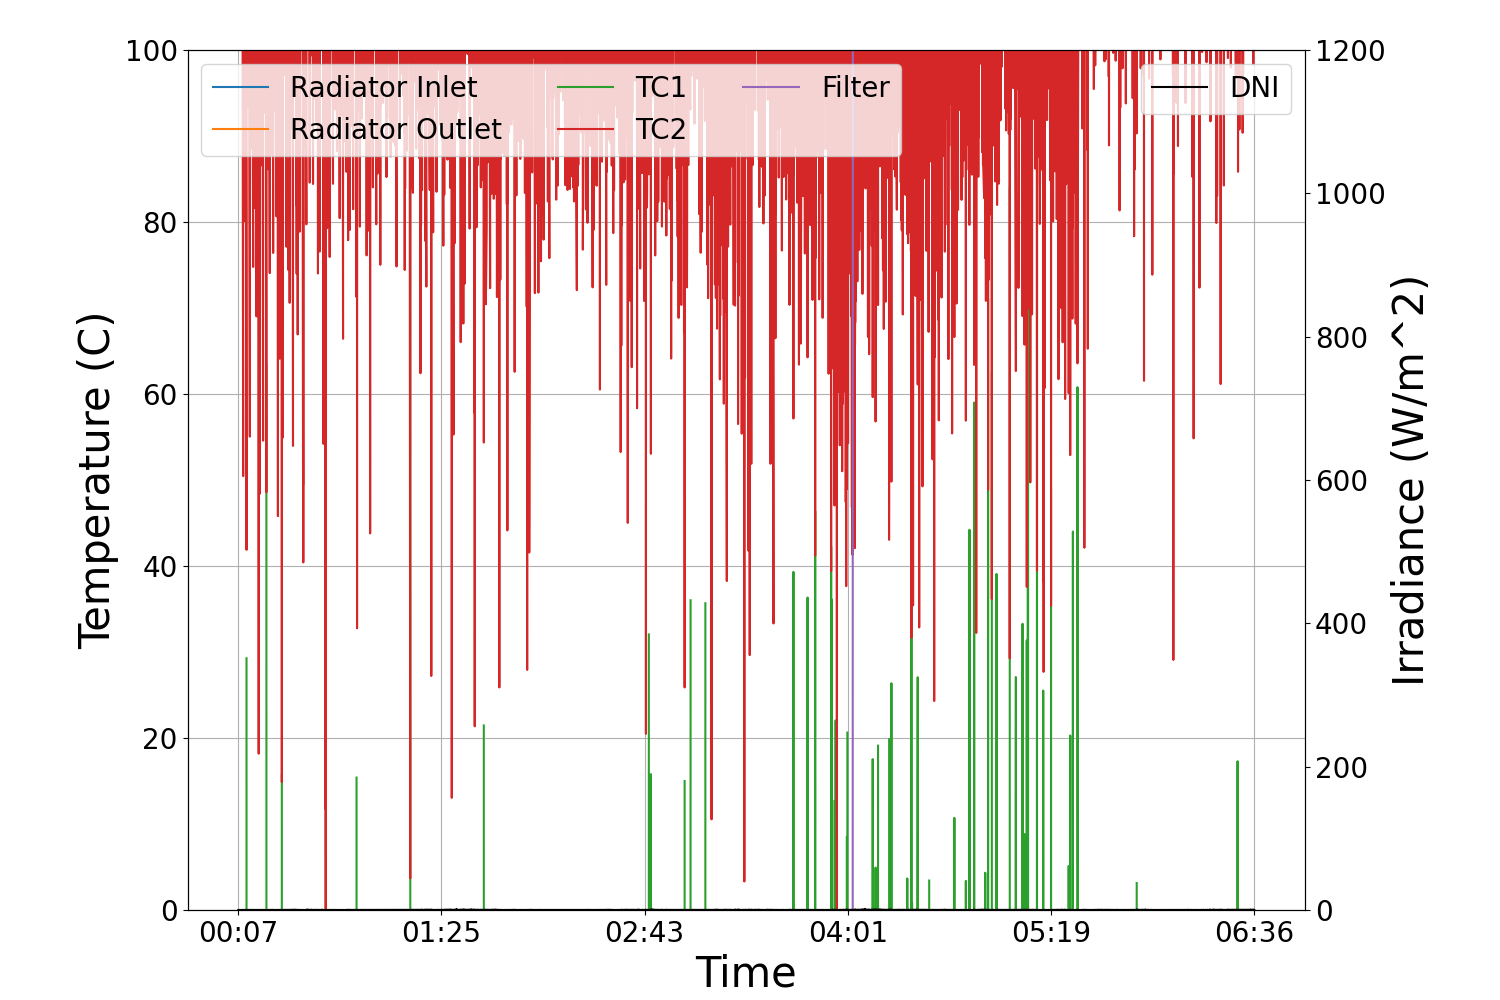 100
80
60
40
20
0
Temperature (C)
Radiator Inlet
Radiator Outlet
TC1
TC2
Filter
DNI
1200
1000
800
600
400
200
0
Irradiance (W/m^2)
00:07
01:25
02:43
04:01
05:19
06:36
Time